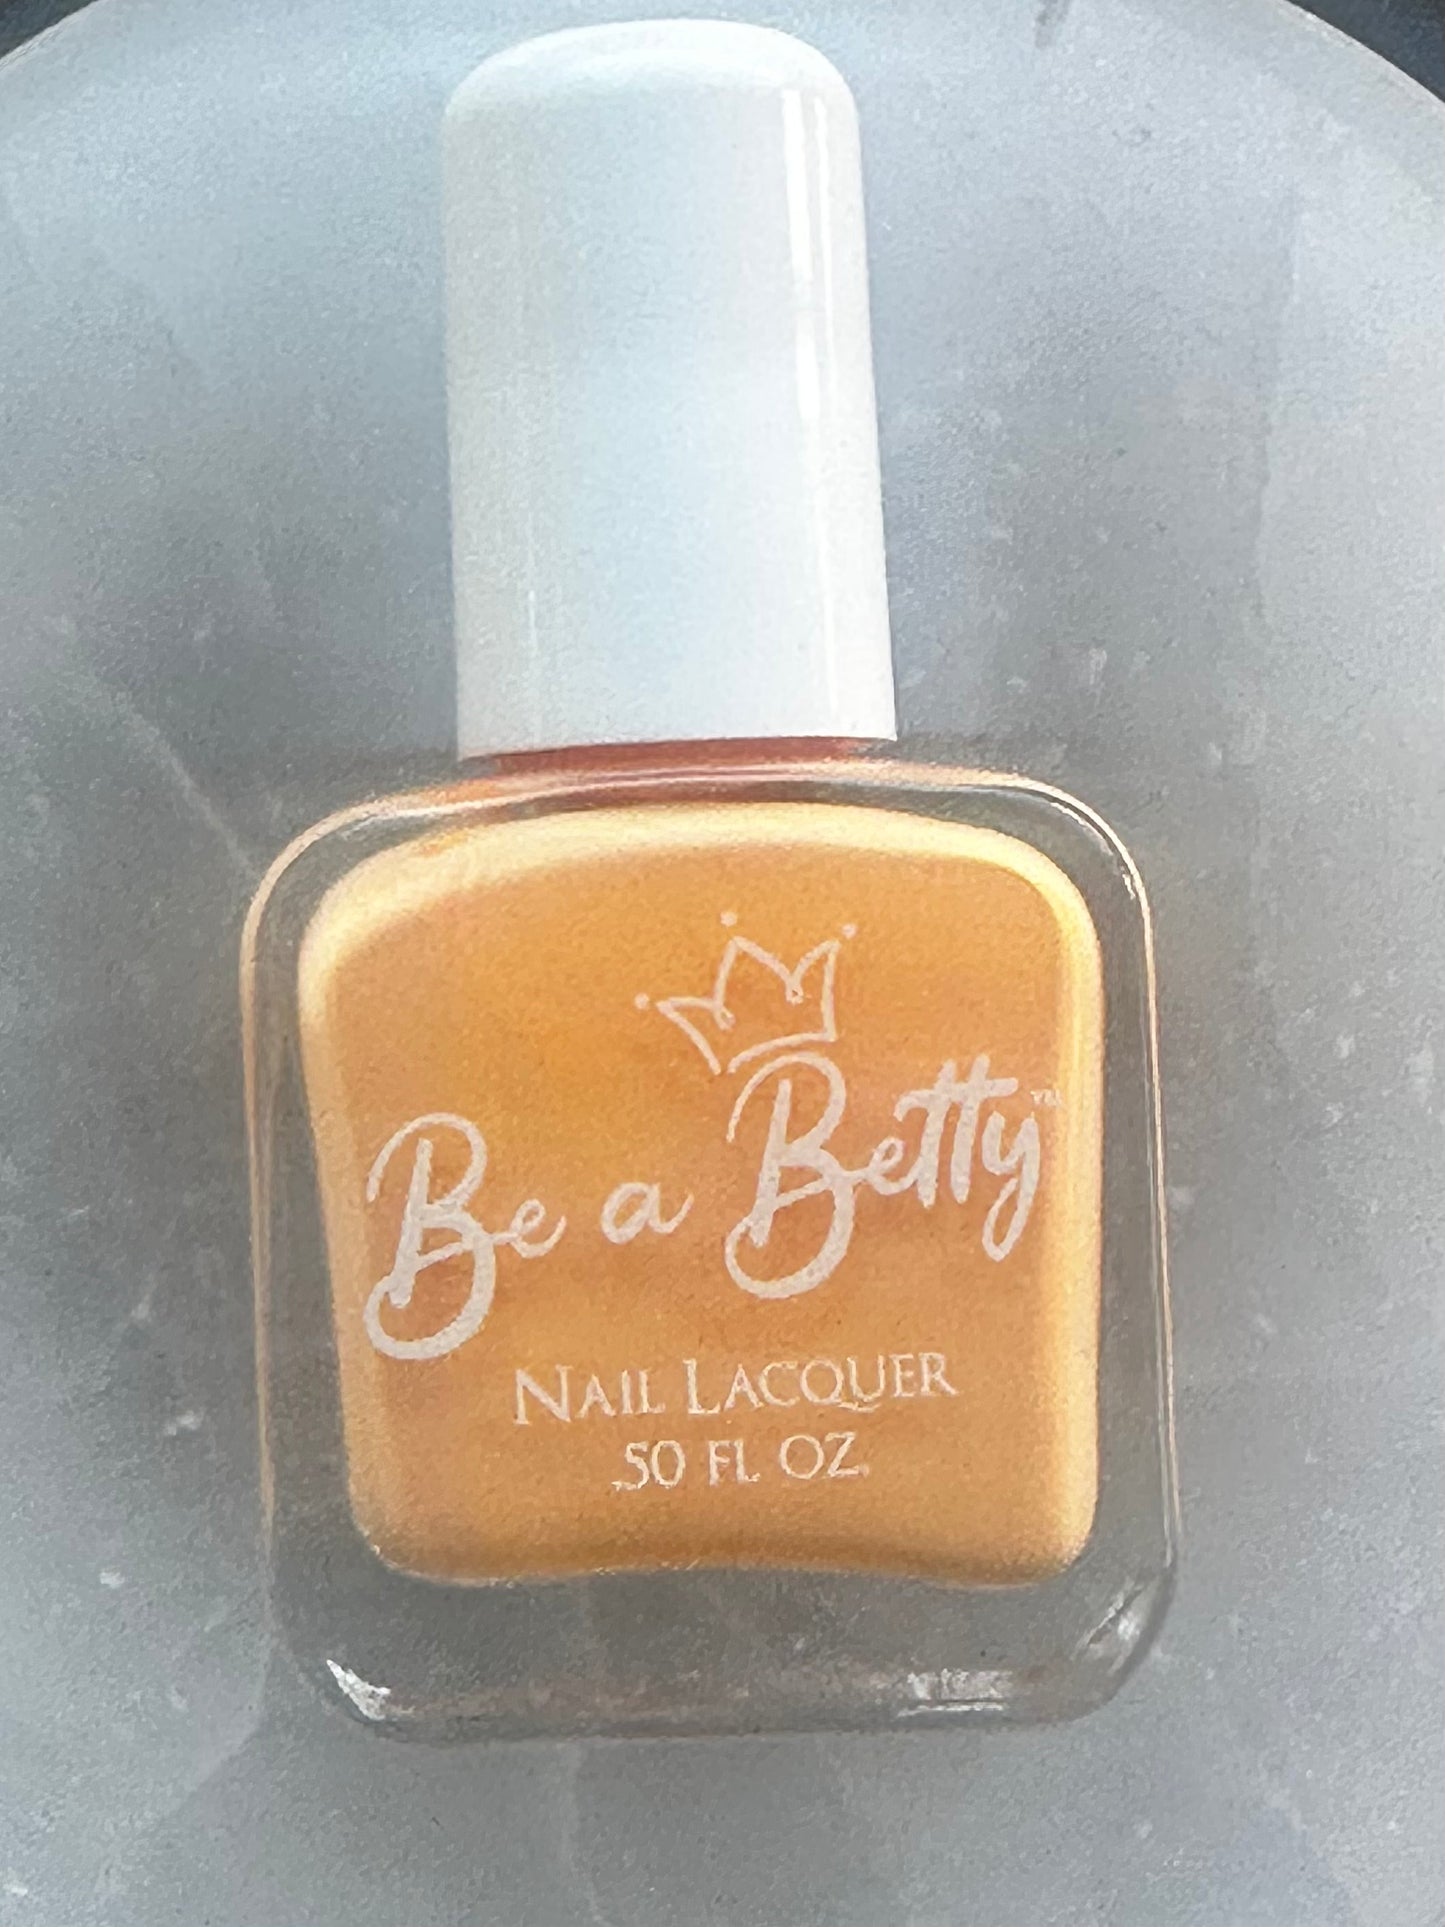 Be a Betty™
NAIL LACQUER
.50 FL OZ.